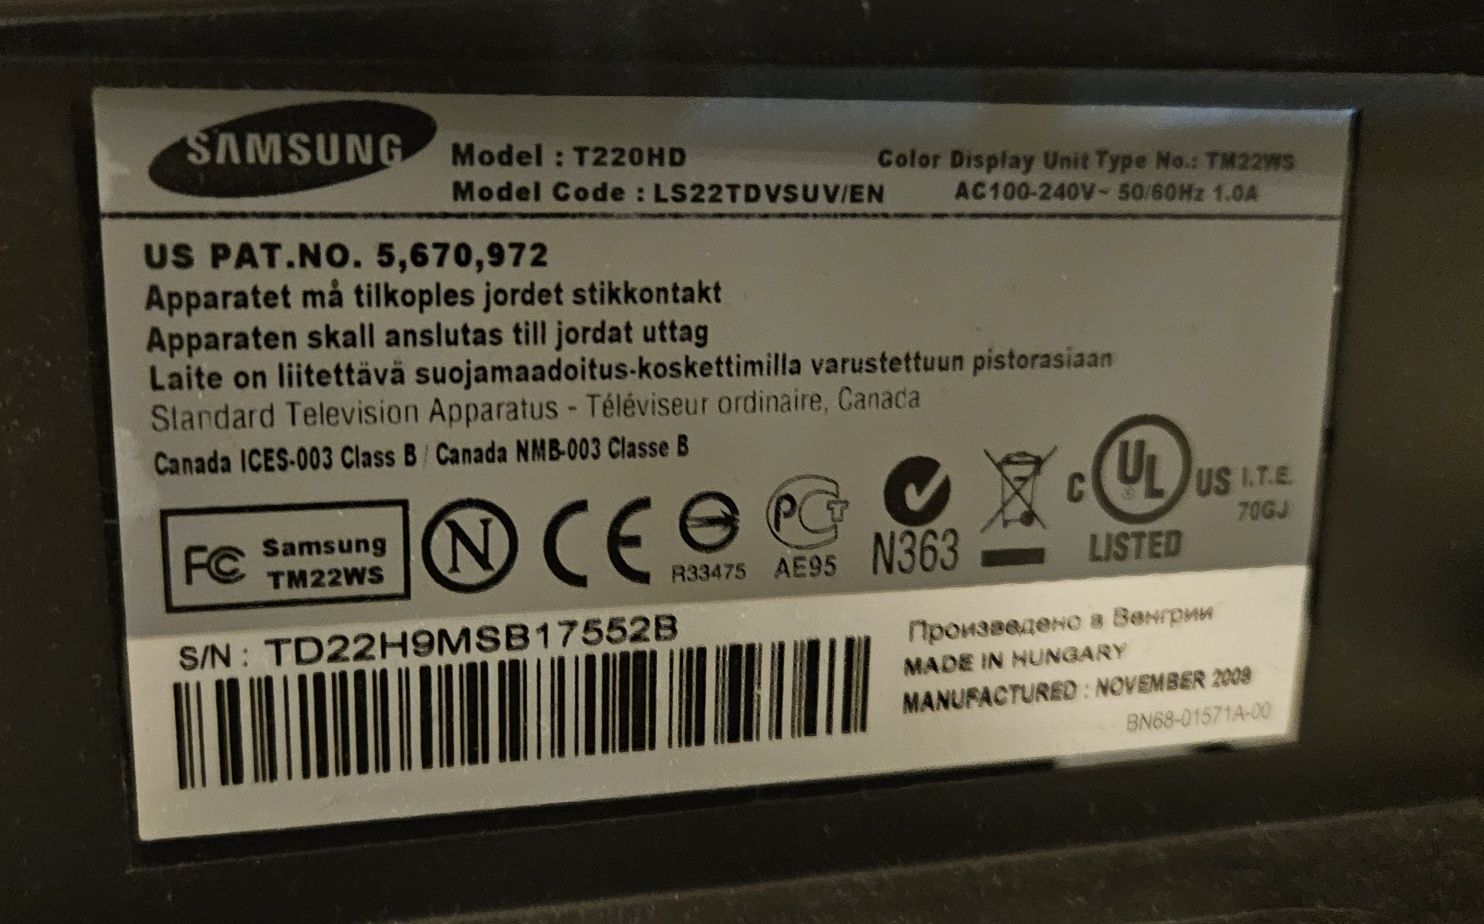 SAMSUNG
Model : T220HD
Model Code : LS22TDVSUV/EN
Color Display Unit Type No.: TM22WS
AC100-240V~ 50/60Hz 1.0A
US PAT.NO. 5,670,972
Apparatet må tilkoples jordet stikkontakt
Apparaten skall anslutas till jordat uttag
Laite on liitettävä suojamaadoitus-koskettimilla varustettuun pistorasiaan
Standard Television Apparatus - Téléviseur ordinaire, Canada
Canada ICES-003 Class B / Canada NMB-003 Classe B
FC Samsung
TM22WS
N
CE
R33475
РСТ
AE95
N363
C UL US
LISTED
I.T.E.
70GJ
S/N : TD22H9MSB17552B
Произведено в Венгрии
MADE IN HUNGARY
MANUFACTURED : NOVEMBER 2008
BN68-01571A-00